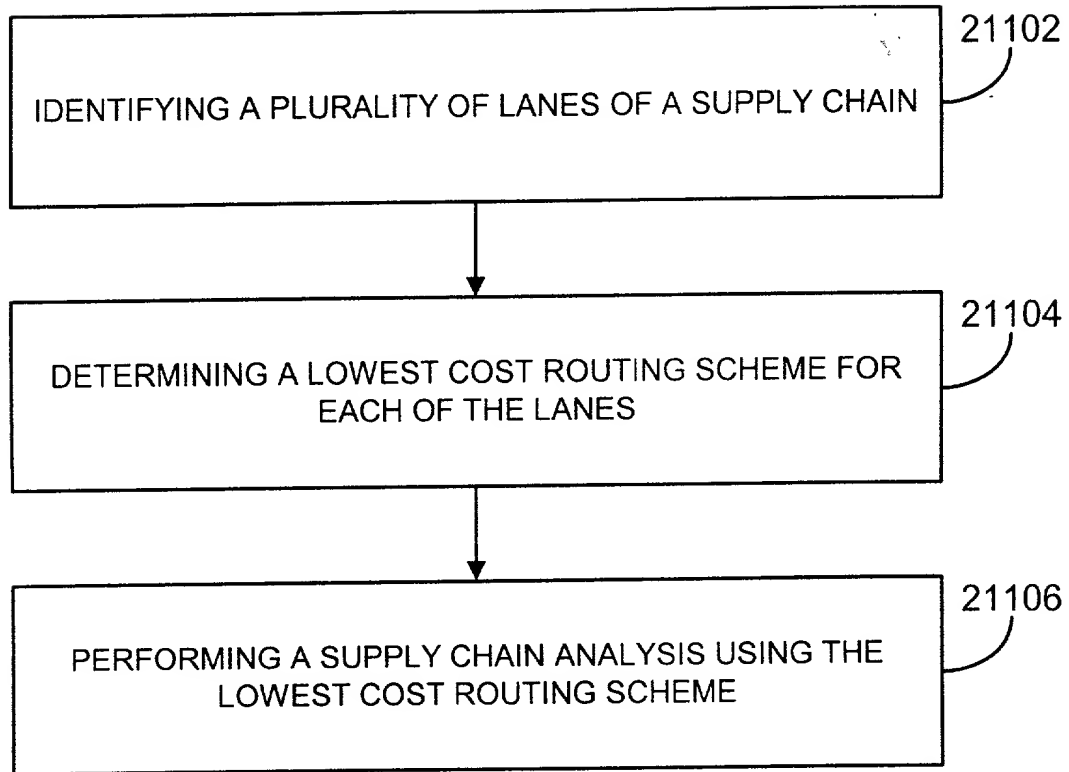 21102
IDENTIFYING A PLURALITY OF LANES OF A SUPPLY CHAIN
21104
DETERMINING A LOWEST COST ROUTING SCHEME FOR
EACH OF THE LANES
21106
PERFORMING A SUPPLY CHAIN ANALYSIS USING THE
LOWEST COST ROUTING SCHEME